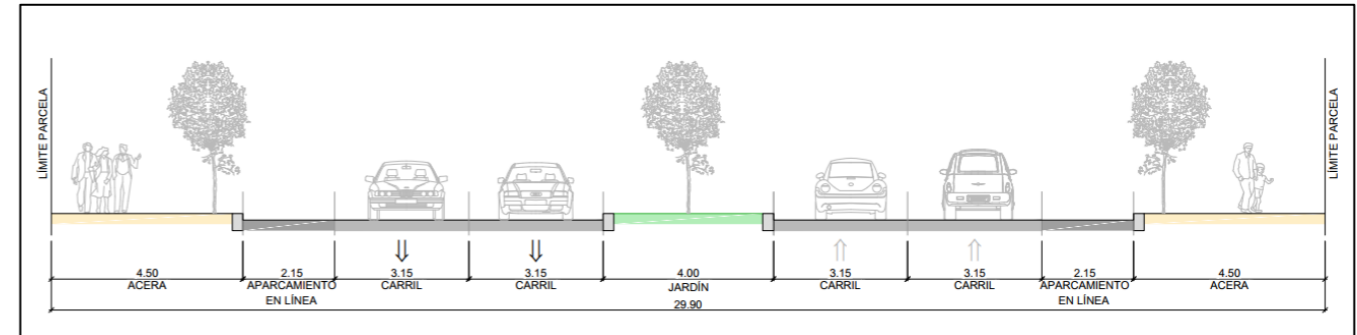 LÍMITE PARCELA
LÍMITE PARCELA
4.50 2.15 3.15 3.15 4.00 3.15 3.15 2.15 4.50
ACERA APARCAMIENTO CARRIL CARRIL JARDÍN CARRIL CARRIL APARCAMIENTO ACERA
EN LÍNEA EN LÍNEA
29.90